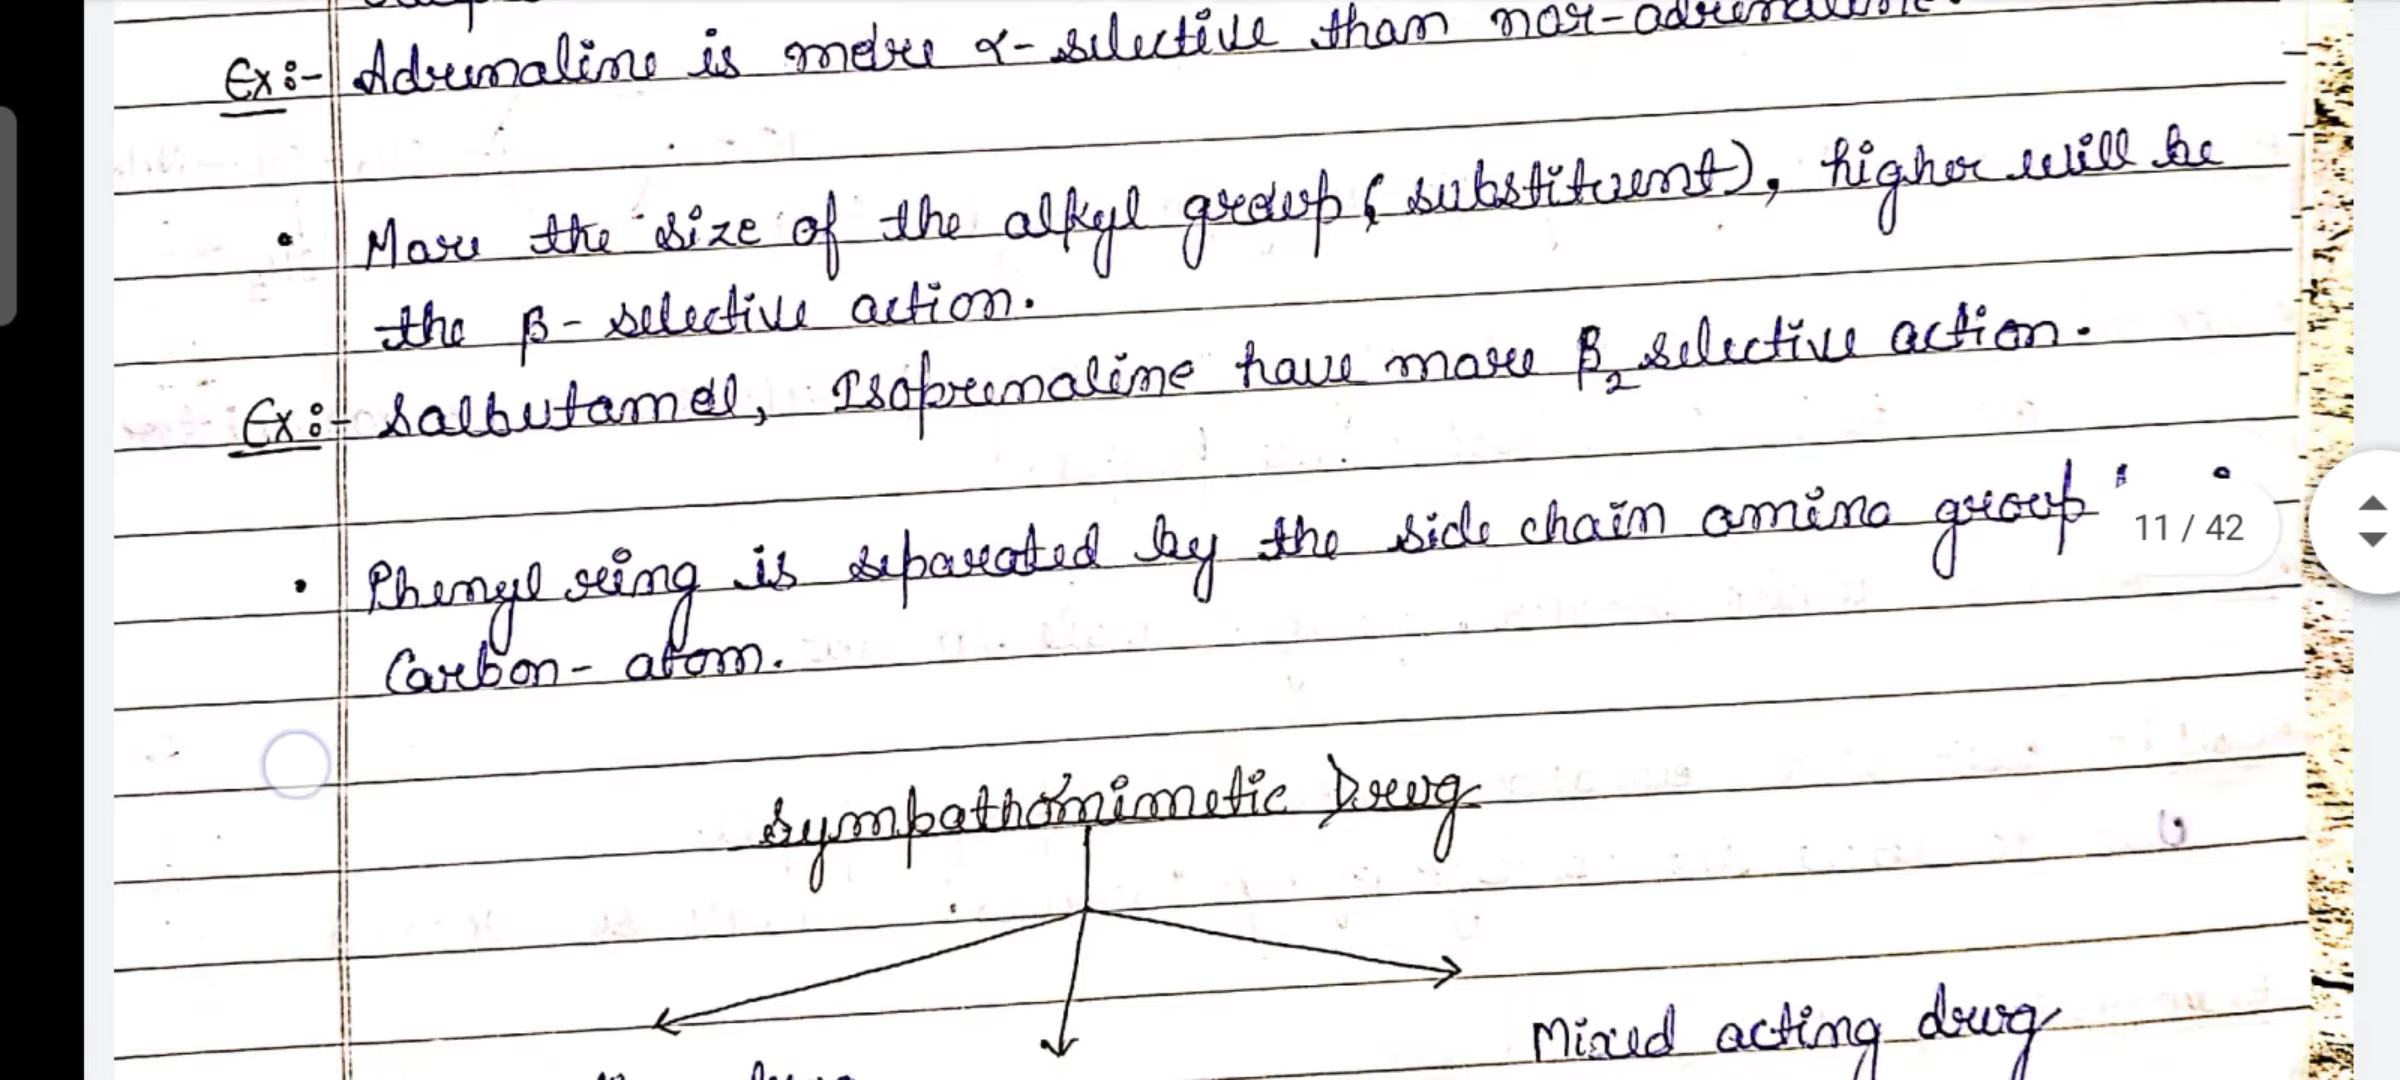 Ex:- Adrenaline is more α-selective than nor-adrenaline.
• More the size of the alkyl group (substituent), higher will be
the β-selective action.
Ex:- Salbutamol, Isoprenaline have more β₂ selective action.
• Phenyl ring is separated by the side chain amino group
11 / 42
Carbon-atom.
Sympathomimetic Drug
Mixed acting drug